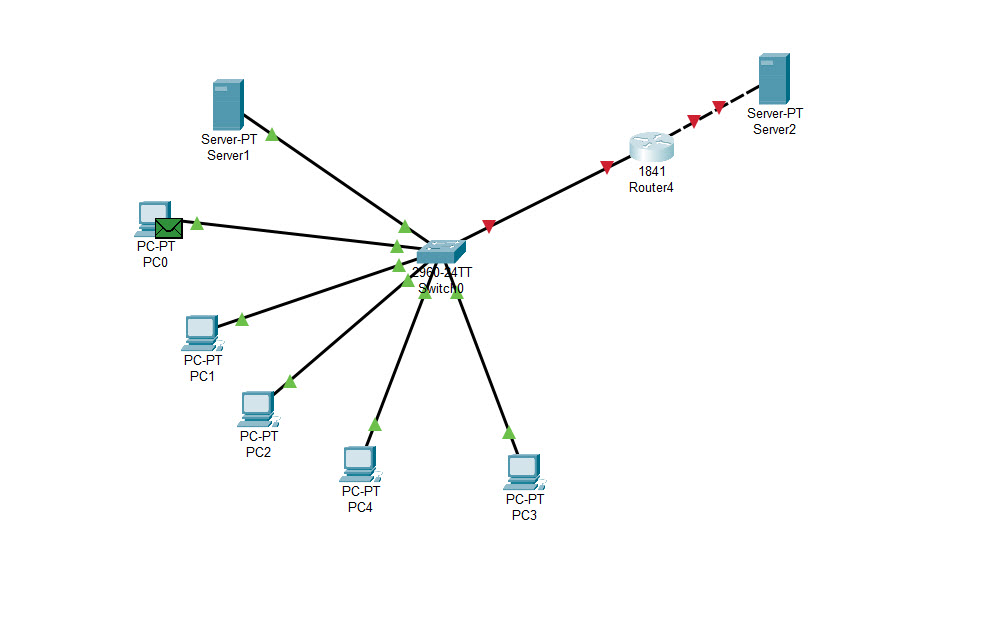 Server-PT
Server2
Server-PT
Server1
1841
Router4
PC-PT
PC0
2960-24TT
Switch0
PC-PT
PC1
PC-PT
PC2
PC-PT
PC4
PC-PT
PC3